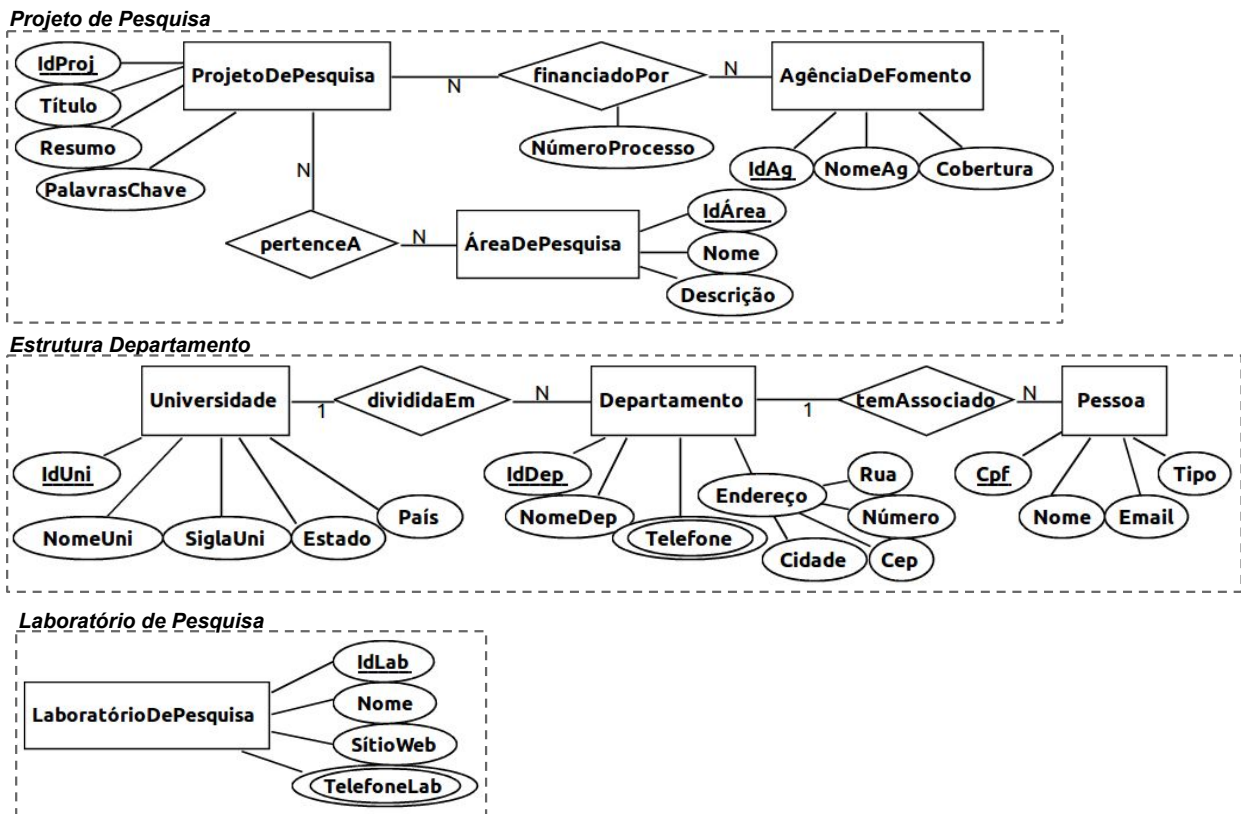 Projeto de Pesquisa
IdProj
Título
Resumo
PalavrasChave
ProjetoDePesquisa
N
financiadoPor
N
AgênciaDeFomento
NúmeroProcesso
IdAg
NomeAg
Cobertura
N
pertenceA
N
ÁreaDePesquisa
IdÁrea
Nome
Descrição
Estrutura Departamento
Universidade
1
divididaEm
N
Departamento
1
temAssociado
N
Pessoa
IdUni
NomeUni
SiglaUni
Estado
País
IdDep
NomeDep
Telefone
Endereço
Rua
Número
Cep
Cidade
Cpf
Nome
Email
Tipo
Laboratório de Pesquisa
LaboratórioDePesquisa
IdLab
Nome
SítioWeb
TelefoneLab